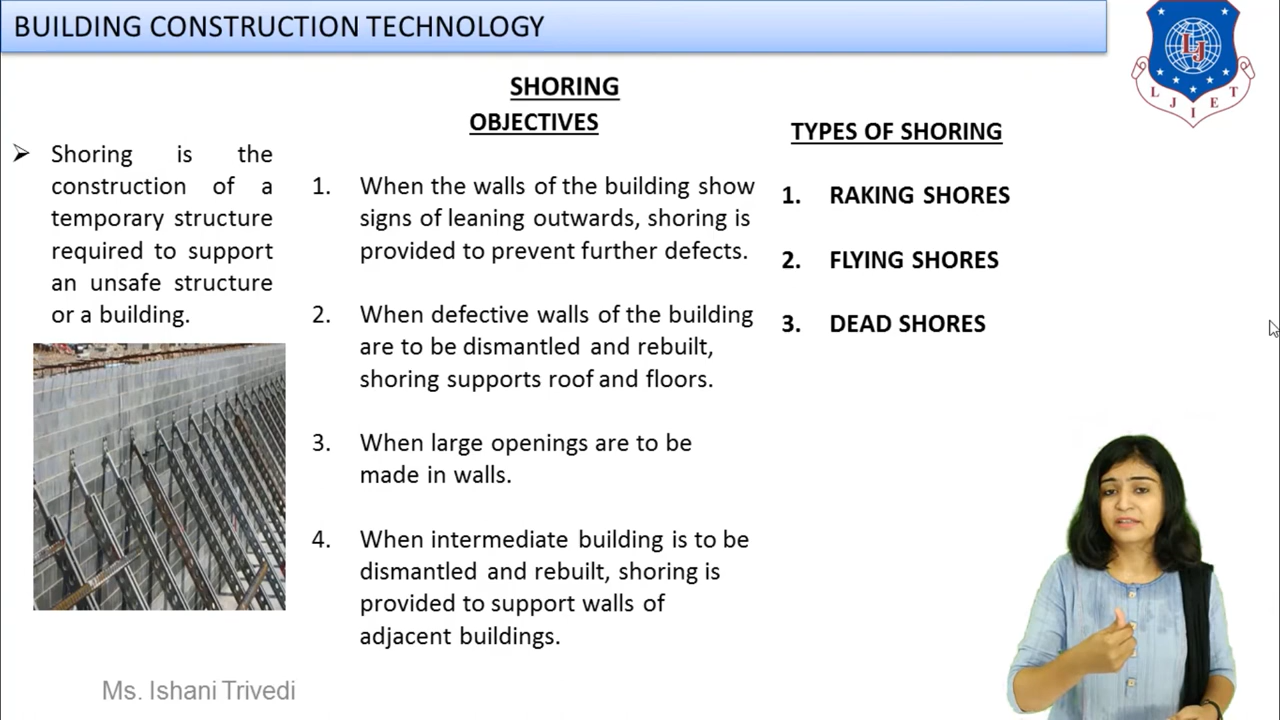 BUILDING CONSTRUCTION TECHNOLOGY
LJIET
SHORING
OBJECTIVES
➢ Shoring is the
construction of a
temporary structure
required to support
an unsafe structure
or a building.
1. When the walls of the building show
signs of leaning outwards, shoring is
provided to prevent further defects.
2. When defective walls of the building
are to be dismantled and rebuilt,
shoring supports roof and floors.
3. When large openings are to be
made in walls.
4. When intermediate building is to be
dismantled and rebuilt, shoring is
provided to support walls of
adjacent buildings.
TYPES OF SHORING
1. RAKING SHORES
2. FLYING SHORES
3. DEAD SHORES
Ms. Ishani Trivedi